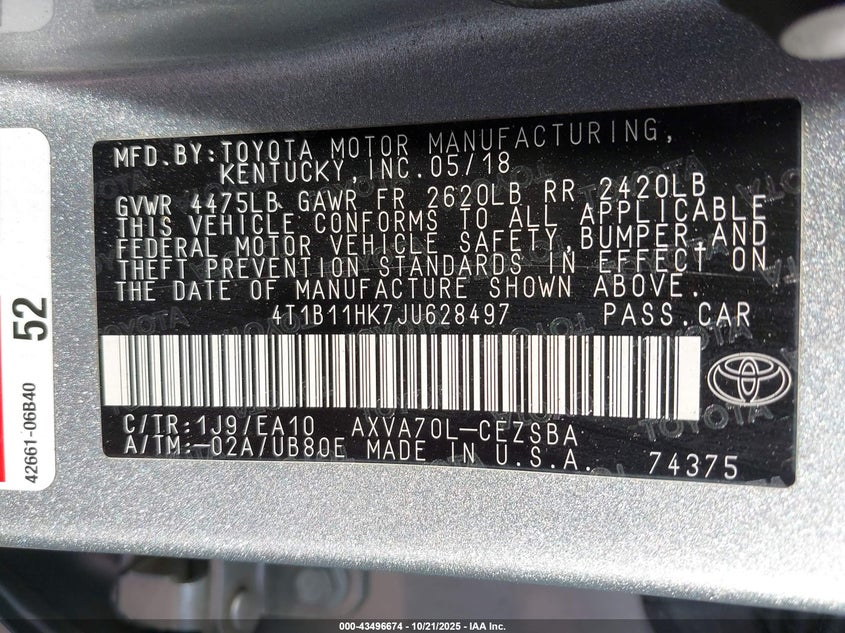 MFD.BY:TOYOTA MOTOR MANUFACTURING,
KENTUCKY,INC.05/18
GVWR 4475LB GAWR FR 2620LB RR 2420LB
THIS VEHICLE CONFORMS TO ALL APPLICABLE
FEDERAL MOTOR VEHICLE SAFETY,BUMPER,AND
THEFT PREVENTION STANDARDS IN EFFECT ON
THE DATE OF MANUFACTURE SHOWN ABOVE.
4T1B11HK7JU628497 PASS.CAR
C/TR:1J9/EA10 AXVA70L-CEZSBA
A/TM:-02A/UB80E MADE IN U.S.A. 74375
52
42661-06B40
000-43496674 | 10/21/2025 | IAA Inc.